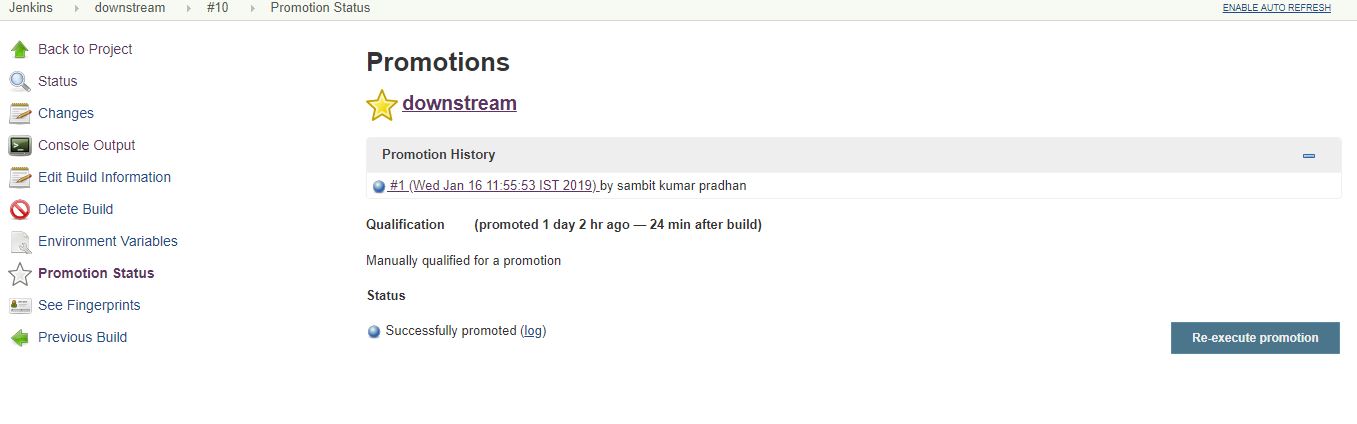 Jenkins downstream #10 Promotion Status ENABLE AUTO REFRESH
Back to Project
Status
Changes
Console Output
Edit Build Information
Delete Build
Environment Variables
Promotion Status
See Fingerprints
Previous Build
Promotions
downstream
Promotion History
#1 (Wed Jan 16 11:55:53 IST 2019) by sambit kumar pradhan
Qualification (promoted 1 day 2 hr ago — 24 min after build)
Manually qualified for a promotion
Status
Successfully promoted (log)
Re-execute promotion